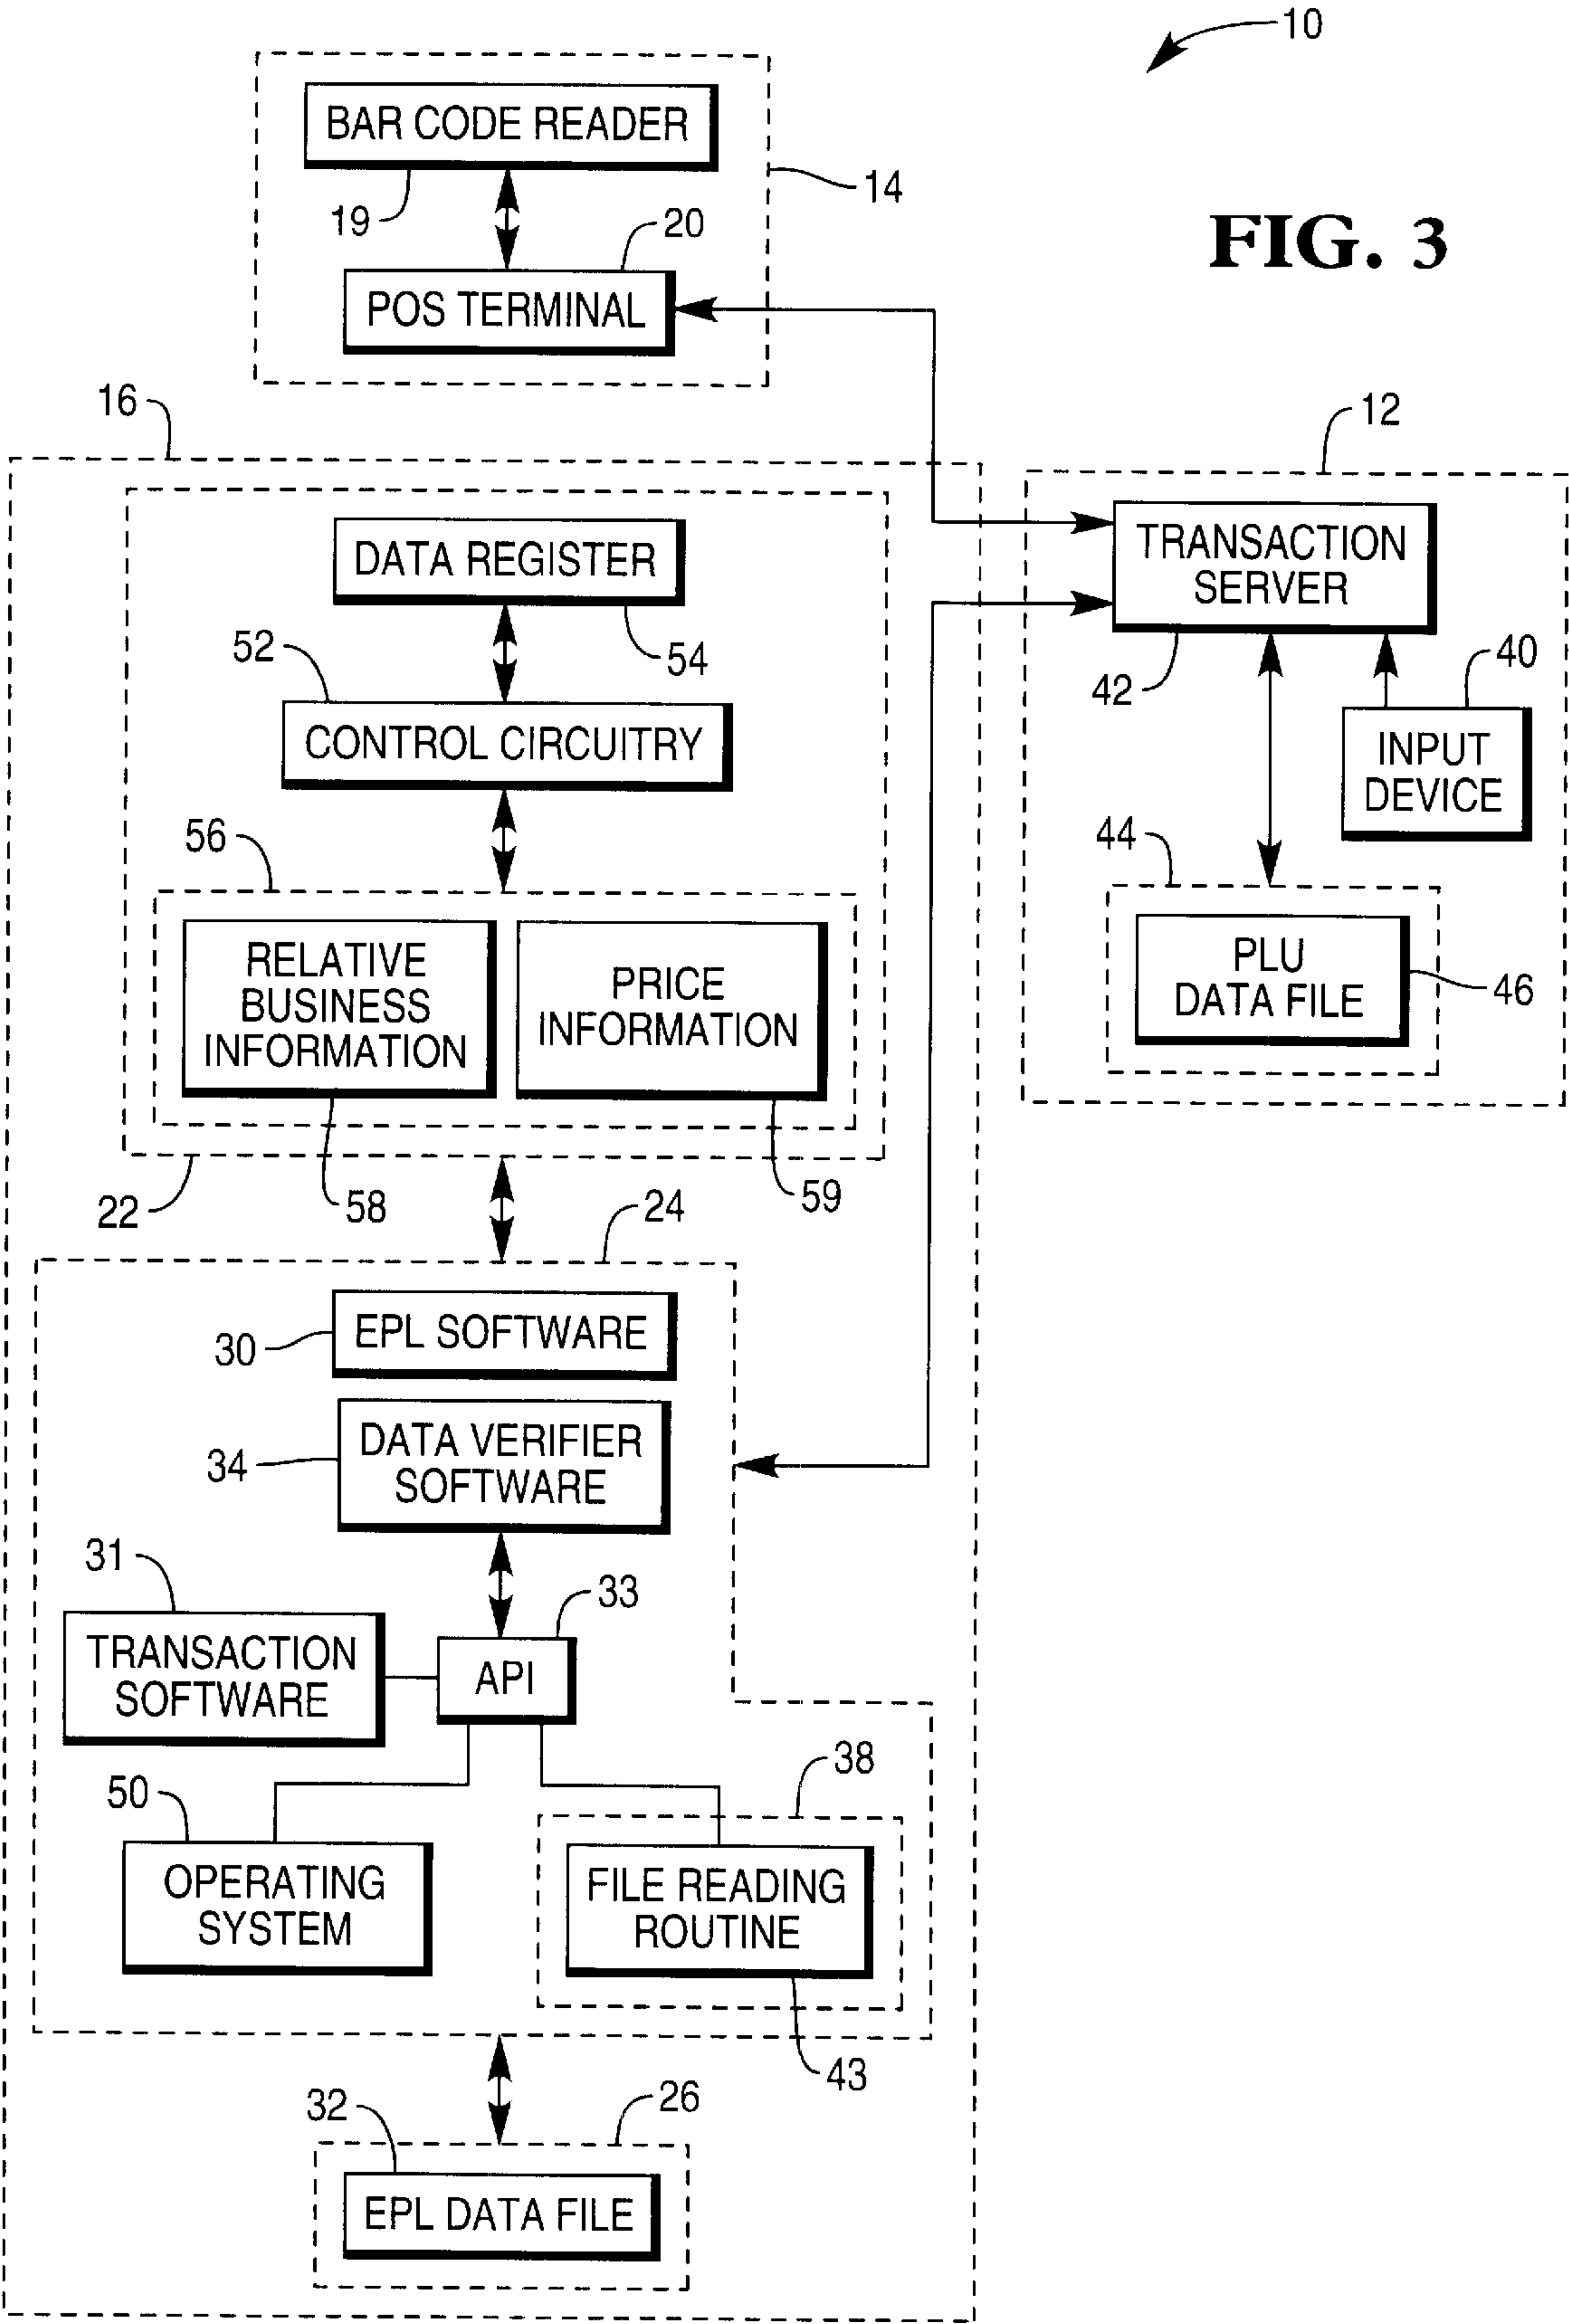 10
BAR CODE READER
14
19
20
FIG. 3
POS TERMINAL
16
12
DATA REGISTER
TRANSACTION
SERVER
52
54
42
40
CONTROL CIRCUITRY
INPUT
DEVICE
56
44
RELATIVE
BUSINESS
INFORMATION
PRICE
INFORMATION
PLU
DATA FILE
46
22
58
59
24
EPL SOFTWARE
30
DATA VERIFIER
SOFTWARE
34
31
33
TRANSACTION
SOFTWARE
API
38
50
OPERATING
SYSTEM
FILE READING
ROUTINE
43
32
26
EPL DATA FILE